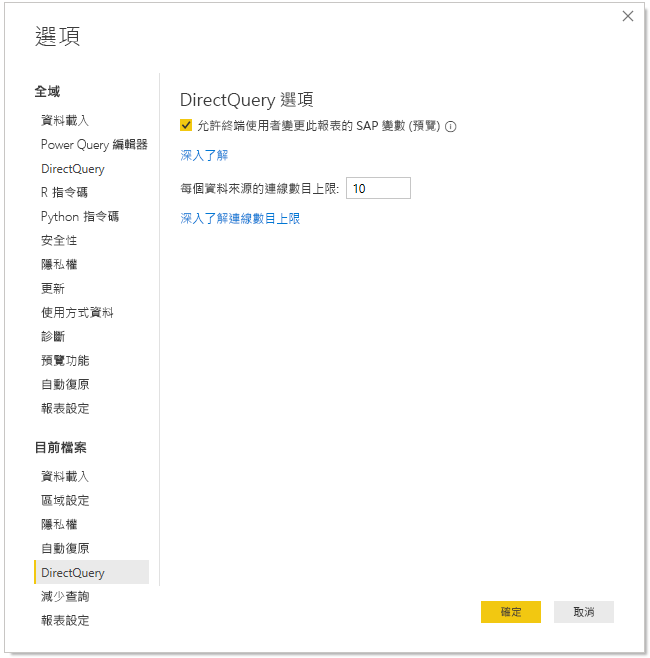 選項
全域
資料載入
Power Query 編輯器
DirectQuery
R 指令碼
Python 指令碼
安全性
隱私權
更新
使用方式資料
診斷
預覽功能
自動復原
報表設定
目前檔案
資料載入
區域設定
隱私權
自動復原
DirectQuery
減少查詢
報表設定
DirectQuery 選項
允許終端使用者變更此報表的 SAP 變數 (預覽)
深入了解
每個資料來源的連線數目上限: 10
深入了解連線數目上限
確定 取消